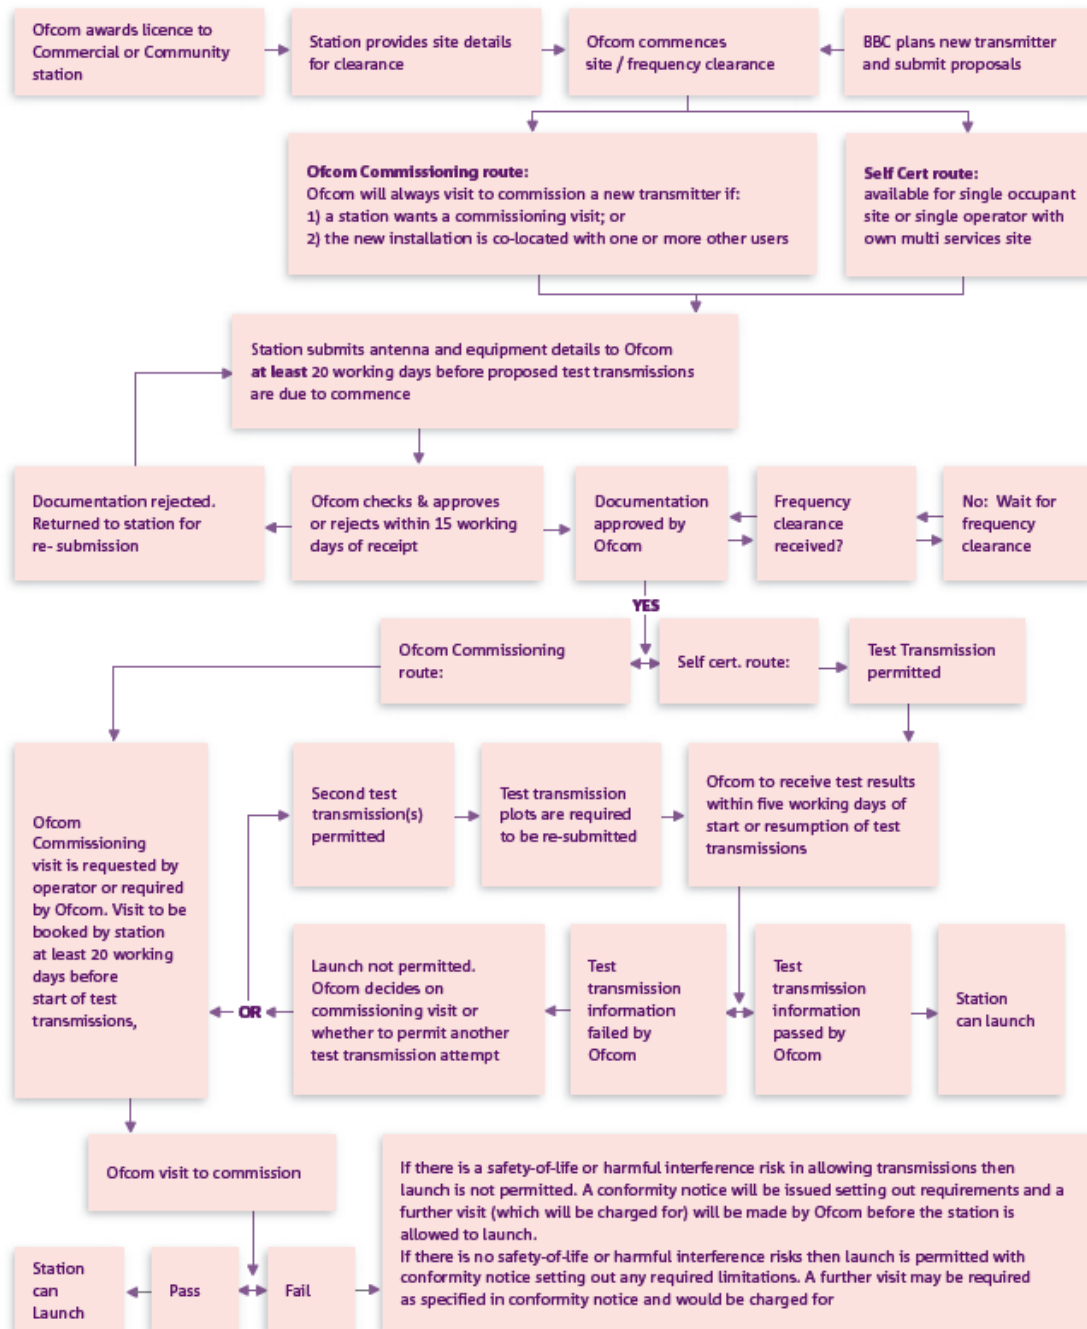 Ofcom awards licence to
Commercial or Community
station
Station provides site details
for clearance
Ofcom commences
site / frequency clearance
BBC plans new transmitter
and submit proposals
Ofcom Commissioning route:
Ofcom will always visit to commission a new transmitter if:
1) a station wants a commissioning visit; or
2) the new installation is co-located with one or more other users
Self Cert route:
available for single occupant
site or single operator with
own multi services site
Station submits antenna and equipment details to Ofcom
at least 20 working days before proposed test transmissions
are due to commence
Documentation rejected.
Returned to station for
re- submission
Ofcom checks & approves
or rejects within 15 working
days of receipt
Documentation
approved by
Ofcom
Frequency
clearance
received?
No: Wait for
frequency
clearance
YES
Ofcom Commissioning
route:
Self cert. route:
Test Transmission
permitted
Ofcom
Commissioning
visit is requested by
operator or required
by Ofcom. Visit to be
booked by station
at least 20 working
days before
start of test
transmissions,
Second test
transmission(s)
permitted
Test transmission
plots are required
to be re-submitted
Ofcom to receive test results
within five working days of
start or resumption of test
transmissions
OR
Launch not permitted.
Ofcom decides on
commissioning visit or
whether to permit another
test transmission attempt
Test
transmission
information
failed by
Ofcom
Test
transmission
information
passed by
Ofcom
Station
can launch
Ofcom visit to commission
Station
can
Launch
Pass
Fail
If there is a safety-of-life or harmful interference risk in allowing transmissions then
launch is not permitted. A conformity notice will be issued setting out requirements and a
further visit (which will be charged for) will be made by Ofcom before the station is
allowed to launch.
If there is no safety-of-life or harmful interference risks then launch is permitted with
conformity notice setting out any required limitations. A further visit may be required
as specified in conformity notice and would be charged for